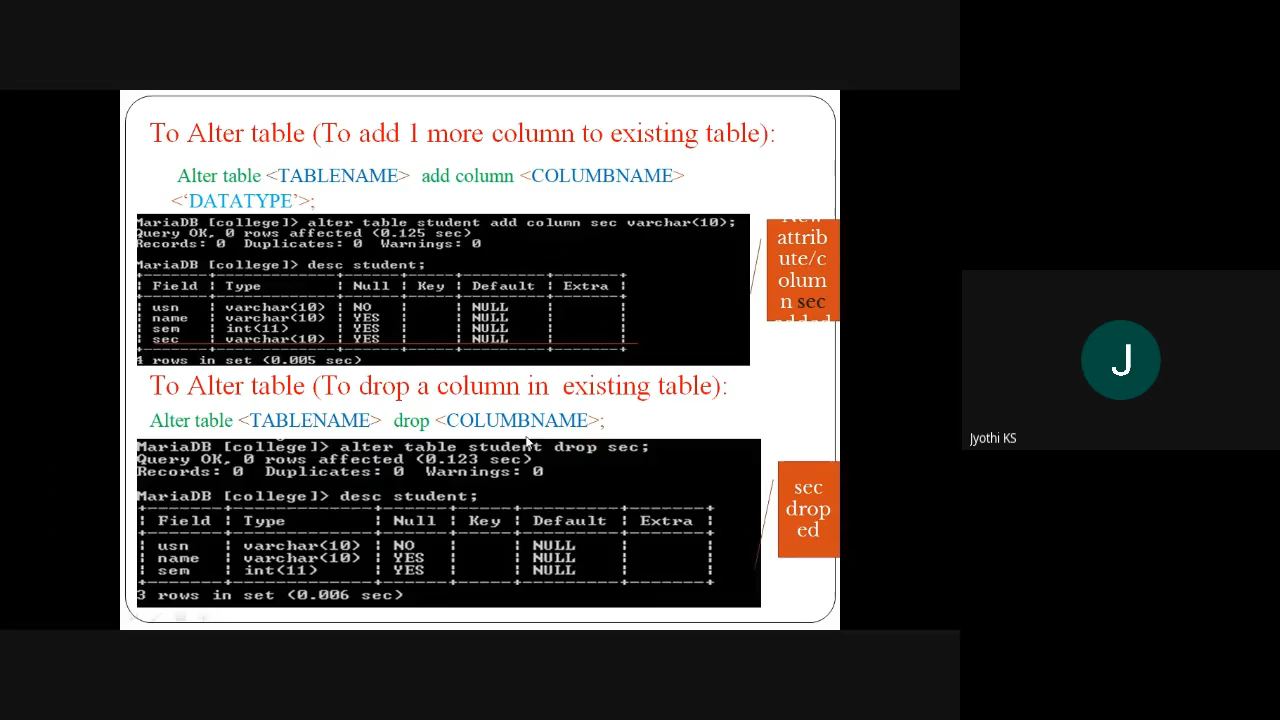 To Alter table (To add 1 more column to existing table):
Alter table <TABLENAME> add column <COLUMBNAME>
<‘DATATYPE’>;
MariaDB [college]> alter table student add column sec varchar(10);
Query OK, 0 rows affected (0.125 sec)
Records: 0 Duplicates: 0 Warnings: 0
MariaDB [college]> desc student;
| Field | Type | Null | Key | Default | Extra |
| usn | varchar(10) | NO | | NULL | |
| name | varchar(10) | YES | | NULL | |
| sem | int(11) | YES | | NULL | |
| sec | varchar(10) | YES | | NULL | |
4 rows in set (0.005 sec)
New
attrib
ute/c
olum
n sec
added
To Alter table (To drop a column in existing table):
Alter table <TABLENAME> drop <COLUMBNAME>;
MariaDB [college]> alter table student drop sec;
Query OK, 0 rows affected (0.123 sec)
Records: 0 Duplicates: 0 Warnings: 0
MariaDB [college]> desc student;
| Field | Type | Null | Key | Default | Extra |
| usn | varchar(10) | NO | | NULL | |
| name | varchar(10) | YES | | NULL | |
| sem | int(11) | YES | | NULL | |
3 rows in set (0.006 sec)
sec
drop
ed
J
Jyothi KS